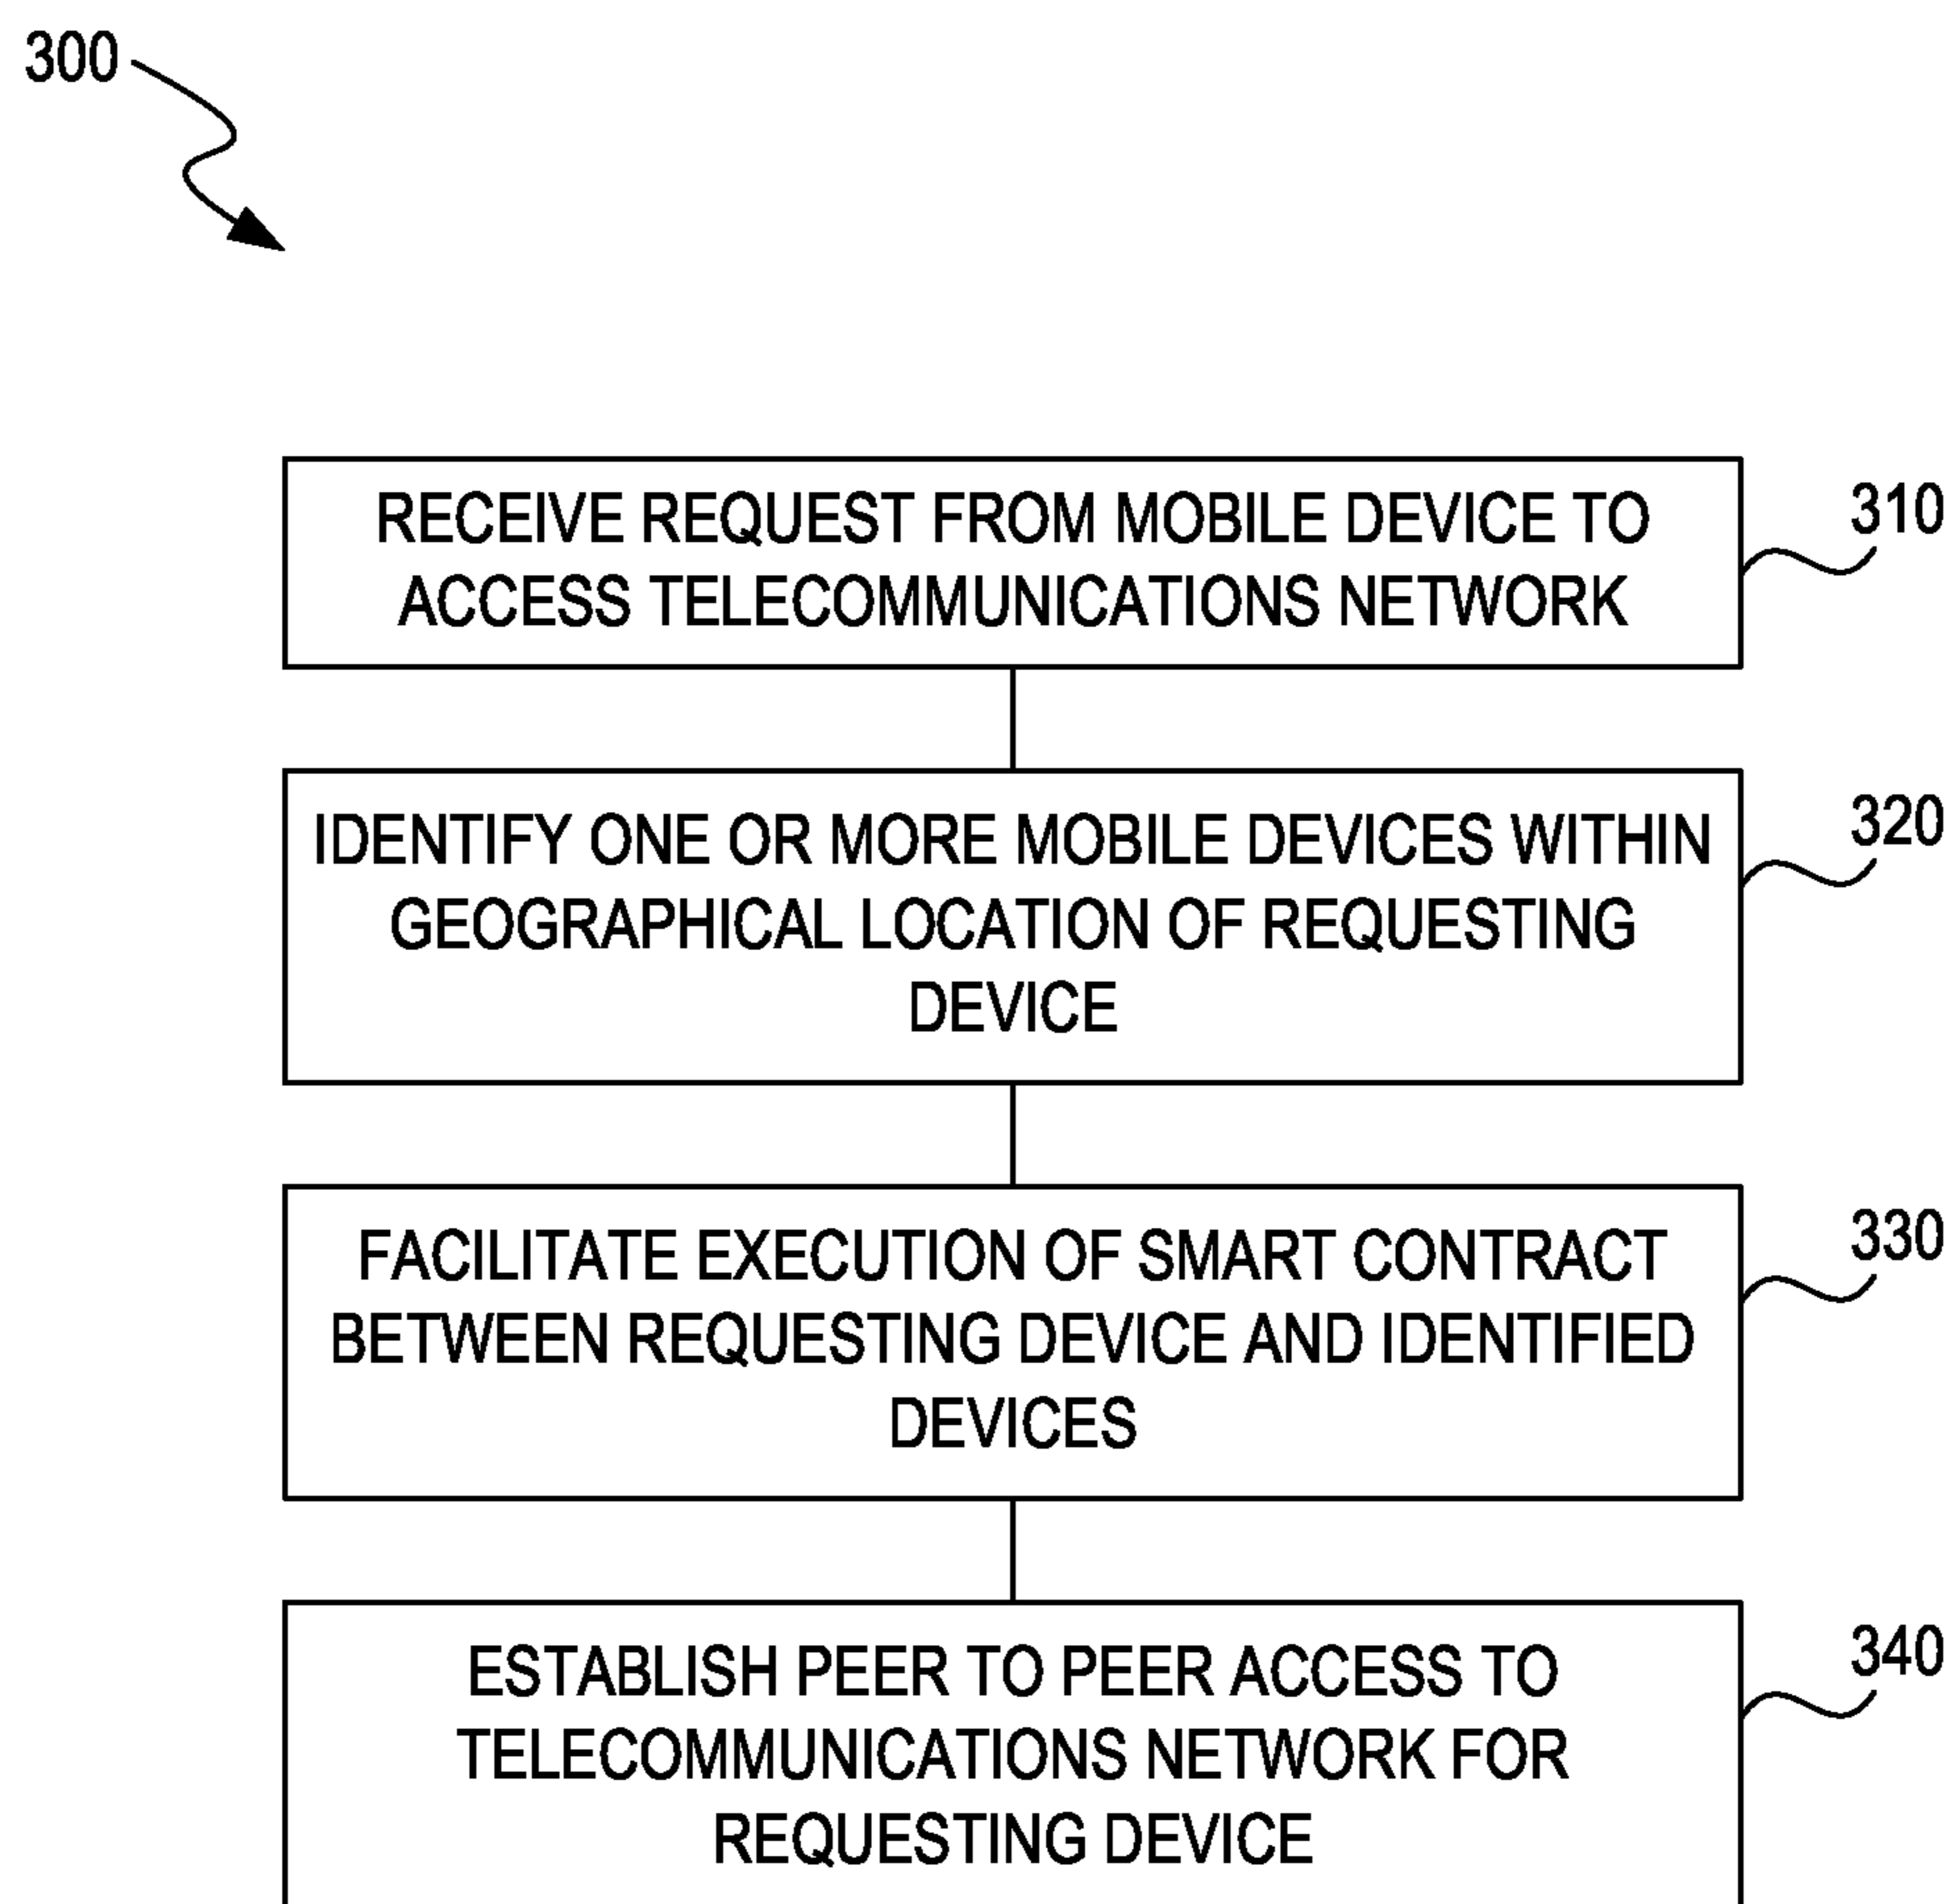 300
RECEIVE REQUEST FROM MOBILE DEVICE TO
ACCESS TELECOMMUNICATIONS NETWORK
310
IDENTIFY ONE OR MORE MOBILE DEVICES WITHIN
GEOGRAPHICAL LOCATION OF REQUESTING
DEVICE
320
FACILITATE EXECUTION OF SMART CONTRACT
BETWEEN REQUESTING DEVICE AND IDENTIFIED
DEVICES
330
ESTABLISH PEER TO PEER ACCESS TO
TELECOMMUNICATIONS NETWORK FOR
REQUESTING DEVICE
340